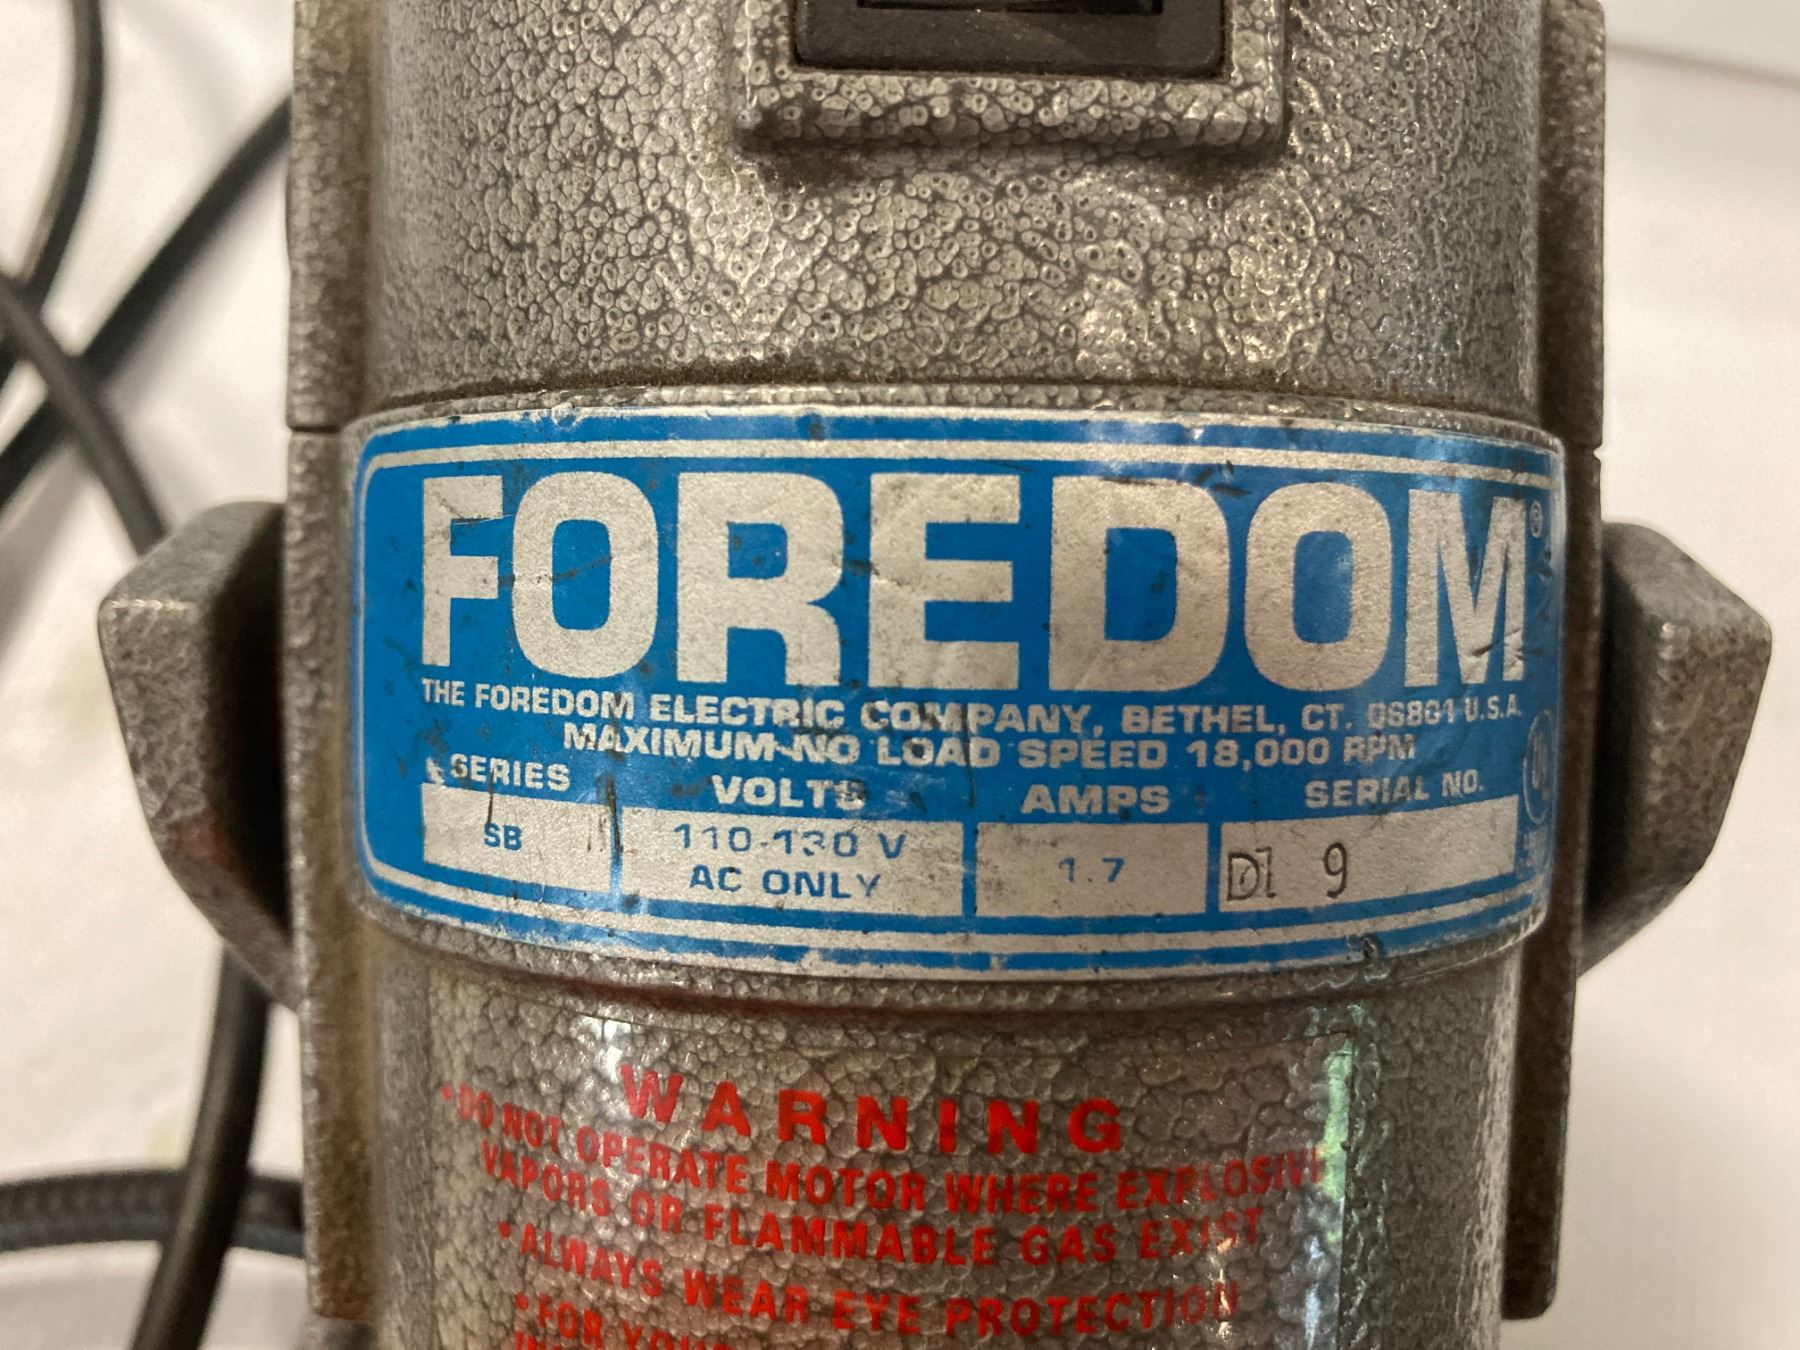 FOREDOM®
THE FOREDOM ELECTRIC COMPANY, BETHEL, CT. 06801 U.S.A.
MAXIMUM NO LOAD SPEED 18,000 RPM
SERIES VOLTS AMPS SERIAL NO.
SB 110-130 V 1.7 D1 9
AC ONLY
WARNING
•DO NOT OPERATE MOTOR WHERE EXPLOSIVE
VAPORS OR FLAMMABLE GAS EXIST
•ALWAYS WEAR EYE PROTECTION
•FOR YOUR